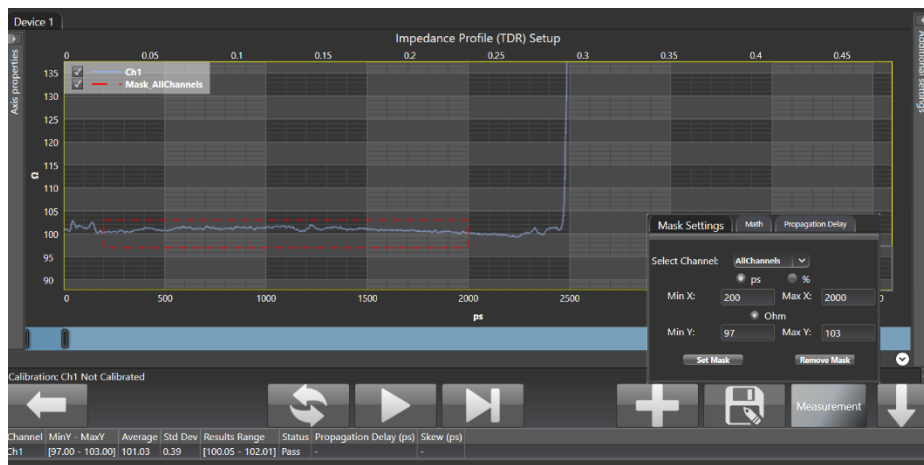 Device 1
Impedance Profile (TDR) Setup
0 0.05 0.1 0.15 0.2 0.25 0.3 0.35 0.4 0.45
Axis properties
Additional settings
Ch1
Mask_AllChannels
135
130
125
120
115
110
105
100
95
90
Ω
0 500 1000 1500 2000 2500
ps
Mask Settings Math Propagation Delay
Select Channel: AllChannels
ps %
Min X: 200 Max X: 2000
Ohm
Min Y: 97 Max Y: 103
Set Mask Remove Mask
Calibration: Ch1 Not Calibrated
Measurement
Channel MinY - MaxY Average Std Dev Results Range Status Propagation Delay (ps) Skew (ps)
Ch1 [97.00 - 103.00] 101.03 0.39 [100.05 - 102.01] Pass - -